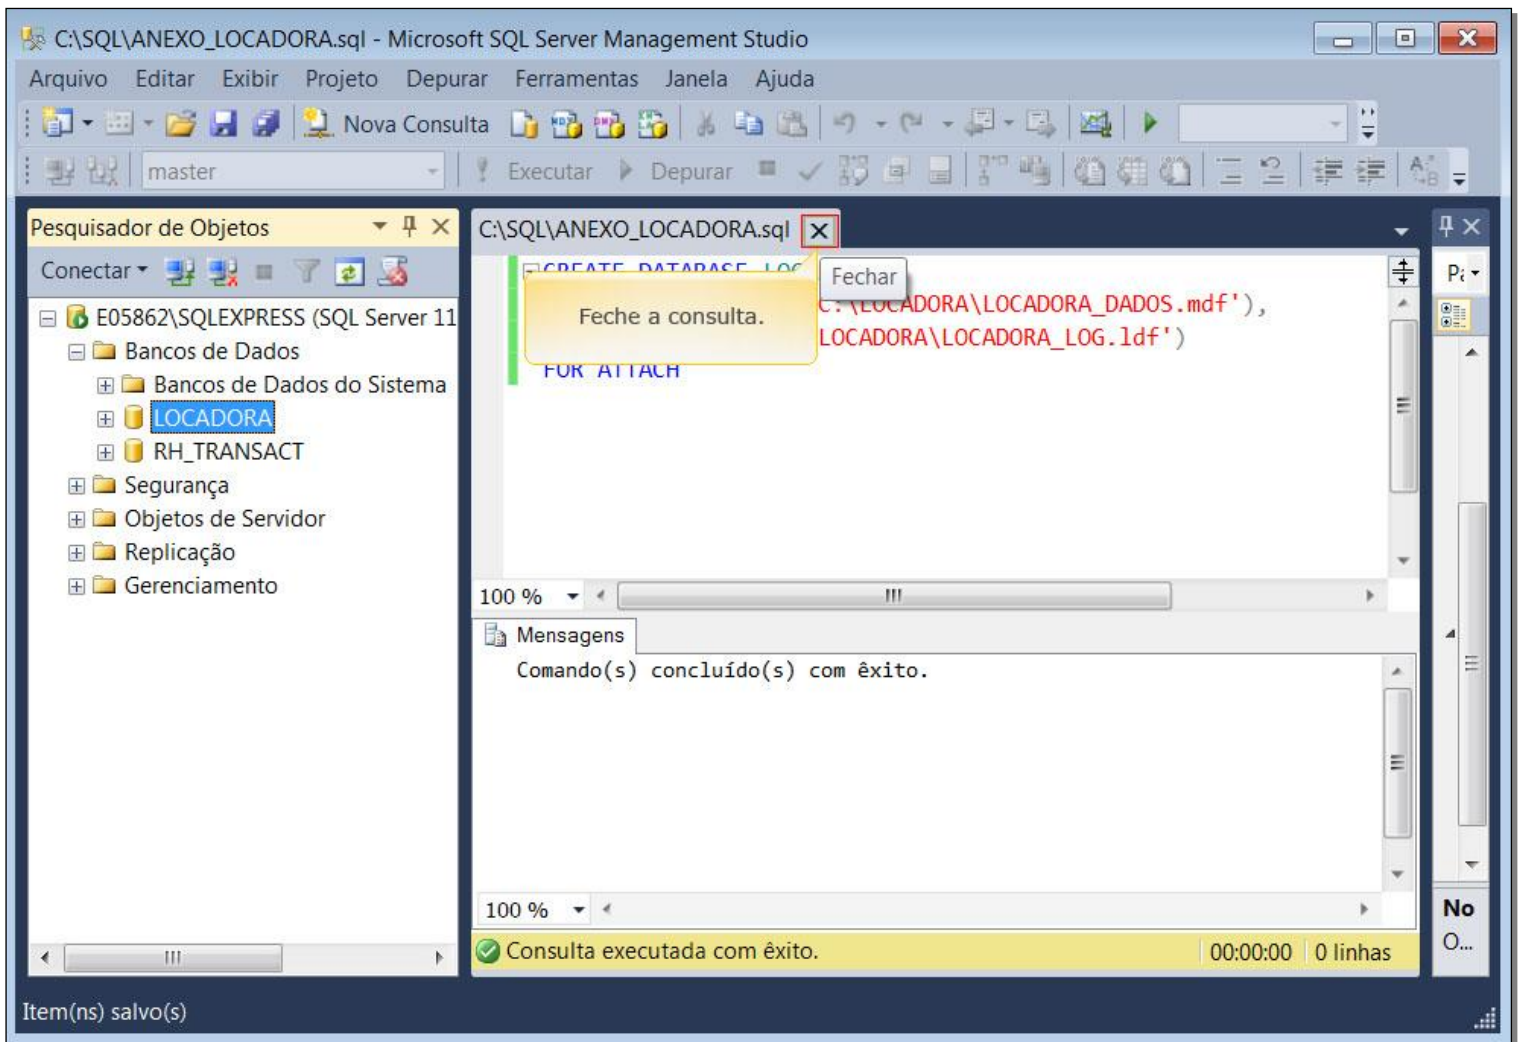 C:\SQL\ANEXO_LOCADORA.sql - Microsoft SQL Server Management Studio
Arquivo Editar Exibir Projeto Depurar Ferramentas Janela Ajuda
Nova Consulta
master Executar Depurar
Pesquisador de Objetos
Conectar
E05862\SQLEXPRESS (SQL Server 11
Bancos de Dados
Bancos de Dados do Sistema
LOCADORA
RH_TRANSACT
Segurança
Objetos de Servidor
Replicação
Gerenciamento
C:\SQL\ANEXO_LOCADORA.sql
Fechar
Feche a consulta.
CREATE DATABASE LOC
C:\LOCADORA\LOCADORA_DADOS.mdf'),
LOCADORA\LOCADORA_LOG.ldf')
FOR ATTACH
100 %
Mensagens
Comando(s) concluído(s) com êxito.
100 %
Consulta executada com êxito. 00:00:00 0 linhas
No
O...
Item(ns) salvo(s)